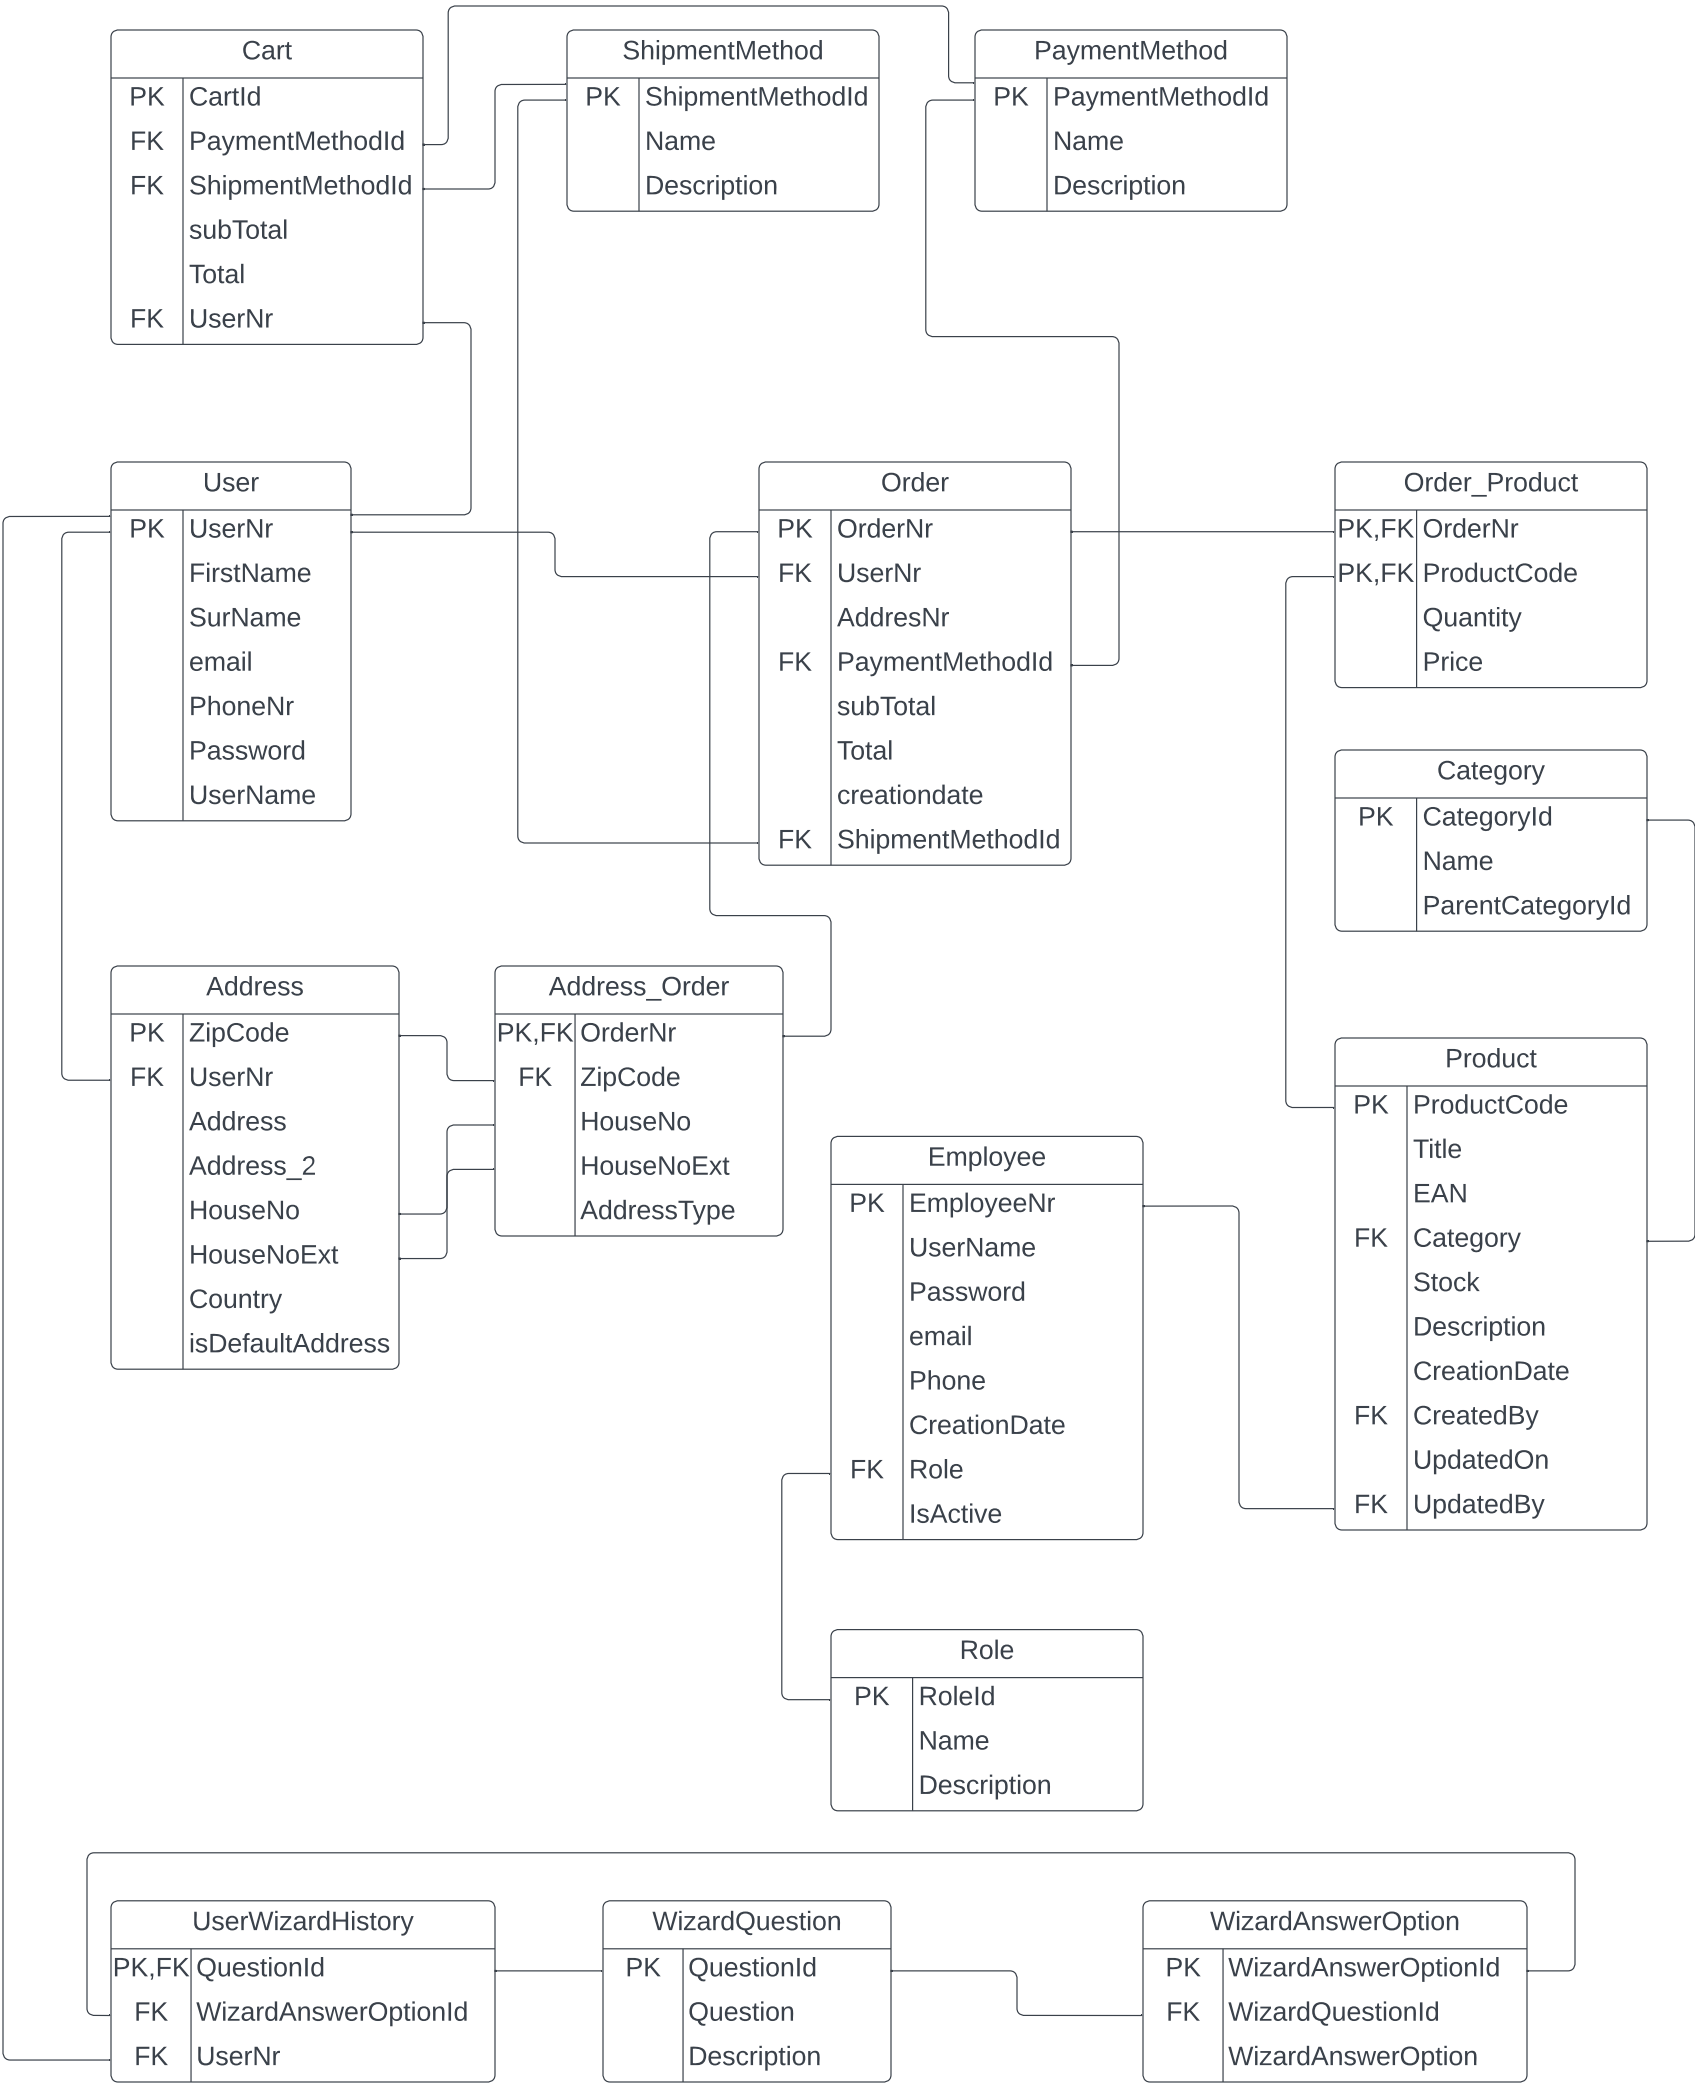 Cart
PK CartId
FK PaymentMethodId
FK ShipmentMethodId
subTotal
Total
FK UserNr
ShipmentMethod
PK ShipmentMethodId
Name
Description
PaymentMethod
PK PaymentMethodId
Name
Description
User
PK UserNr
FirstName
SurName
email
PhoneNr
Password
UserName
Order
PK OrderNr
FK UserNr
AddresNr
FK PaymentMethodId
subTotal
Total
creationdate
FK ShipmentMethodId
Order_Product
PK,FK OrderNr
PK,FK ProductCode
Quantity
Price
Category
PK CategoryId
Name
ParentCategoryId
Address
PK ZipCode
FK UserNr
Address
Address_2
HouseNo
HouseNoExt
Country
isDefaultAddress
Address_Order
PK,FK OrderNr
FK ZipCode
HouseNo
HouseNoExt
AddressType
Employee
PK EmployeeNr
UserName
Password
email
Phone
CreationDate
FK Role
IsActive
Product
PK ProductCode
Title
EAN
FK Category
Stock
Description
CreationDate
FK CreatedBy
UpdatedOn
FK UpdatedBy
Role
PK RoleId
Name
Description
UserWizardHistory
PK,FK QuestionId
FK WizardAnswerOptionId
FK UserNr
WizardQuestion
PK QuestionId
Question
Description
WizardAnswerOption
PK WizardAnswerOptionId
FK WizardQuestionId
WizardAnswerOption